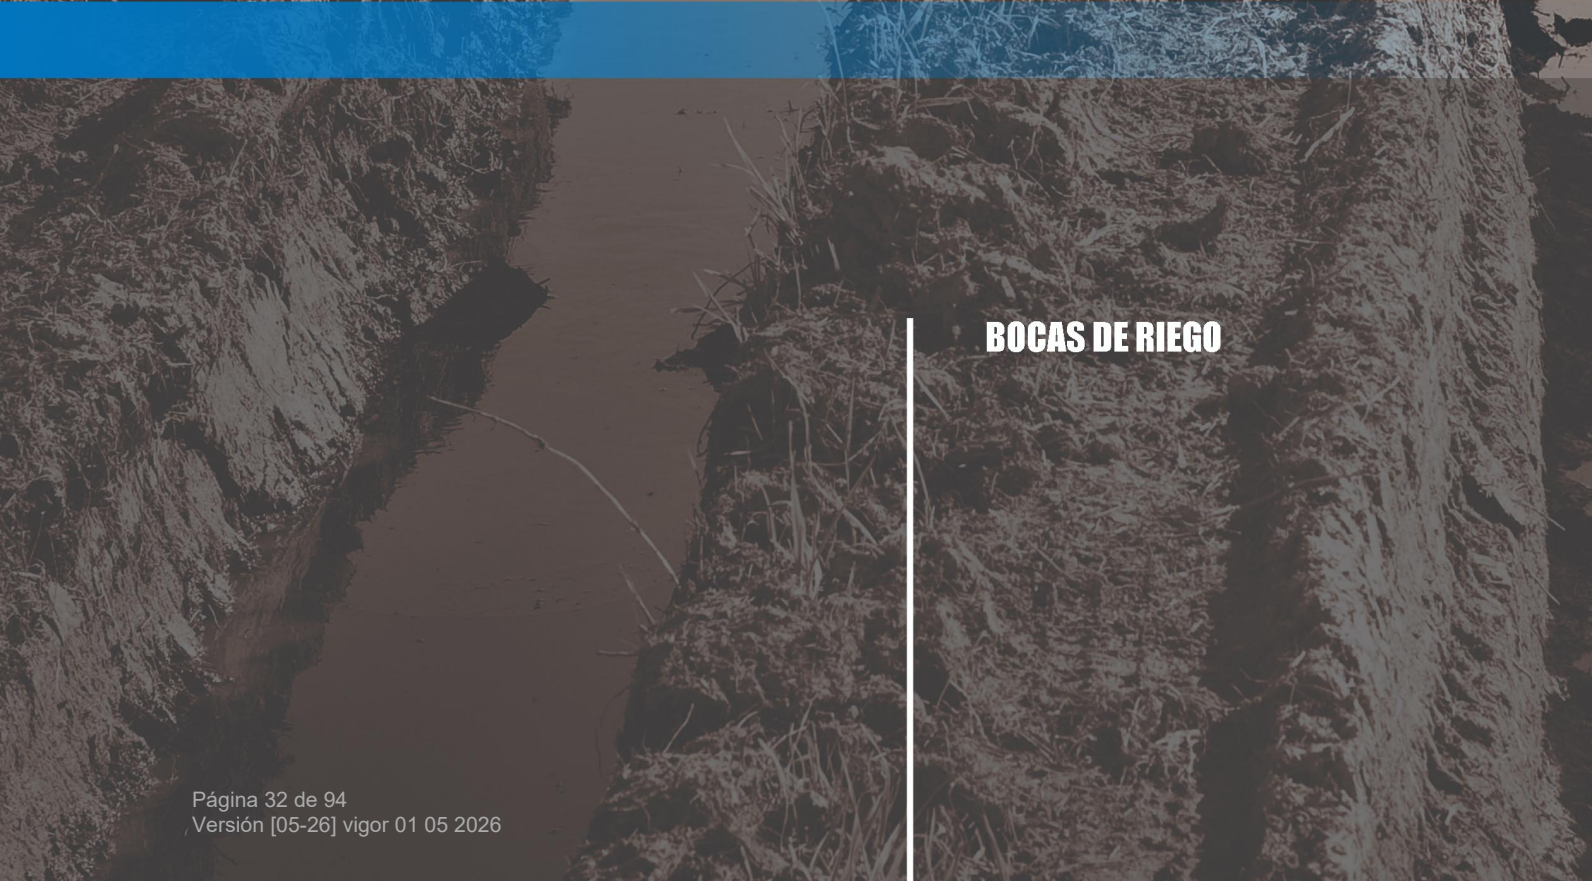 BOCAS DE RIEGO
Página 32 de 94
Versión [05-26] vigor 01 05 2026